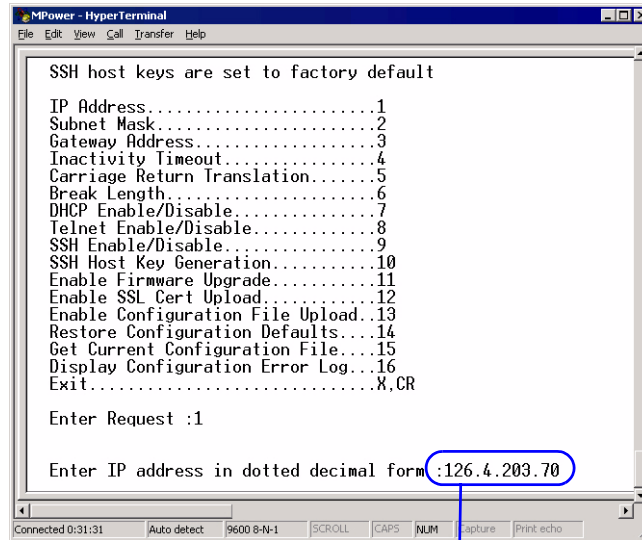 MPower - HyperTerminal
File Edit View Call Transfer Help
SSH host keys are set to factory default
IP Address.........................1
Subnet Mask........................2
Gateway Address....................3
Inactivity Timeout.................4
Carriage Return Translation.......5
Break Length.......................6
DHCP Enable/Disable................7
Telnet Enable/Disable..............8
SSH Enable/Disable.................9
SSH Host Key Generation............10
Enable Firmware Upgrade............11
Enable SSL Cert Upload.............12
Enable Configuration File Upload..13
Restore Configuration Defaults....14
Get Current Configuration File....15
Display Configuration Error Log...16
Exit...............................X,CR
Enter Request :1
Enter IP address in dotted decimal form :126.4.203.70
Connected 0:31:31 Auto detect 9600 8-N-1 SCROLL CAPS NUM Capture Print echo